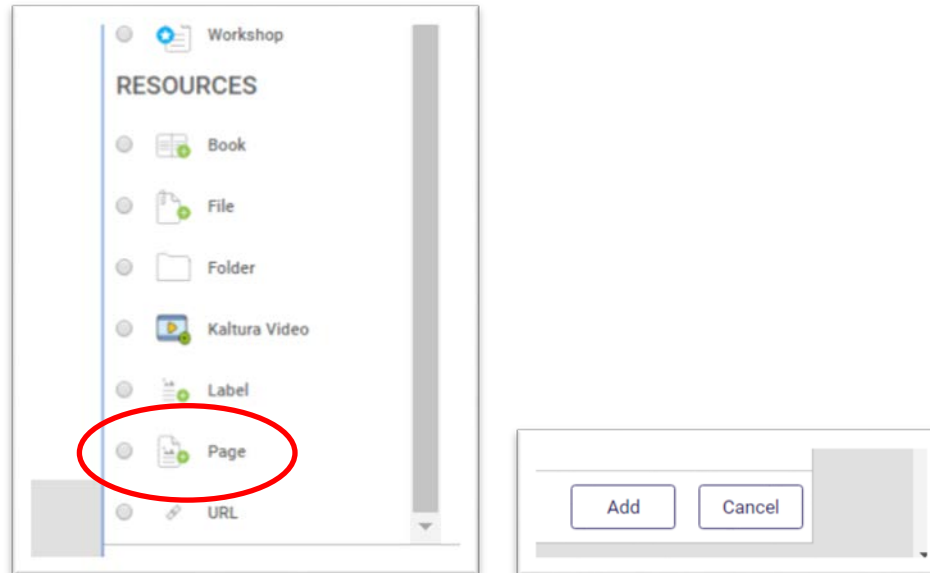 Workshop
RESOURCES
Book
File
Folder
Kaltura Video
Label
Page
URL
Add
Cancel